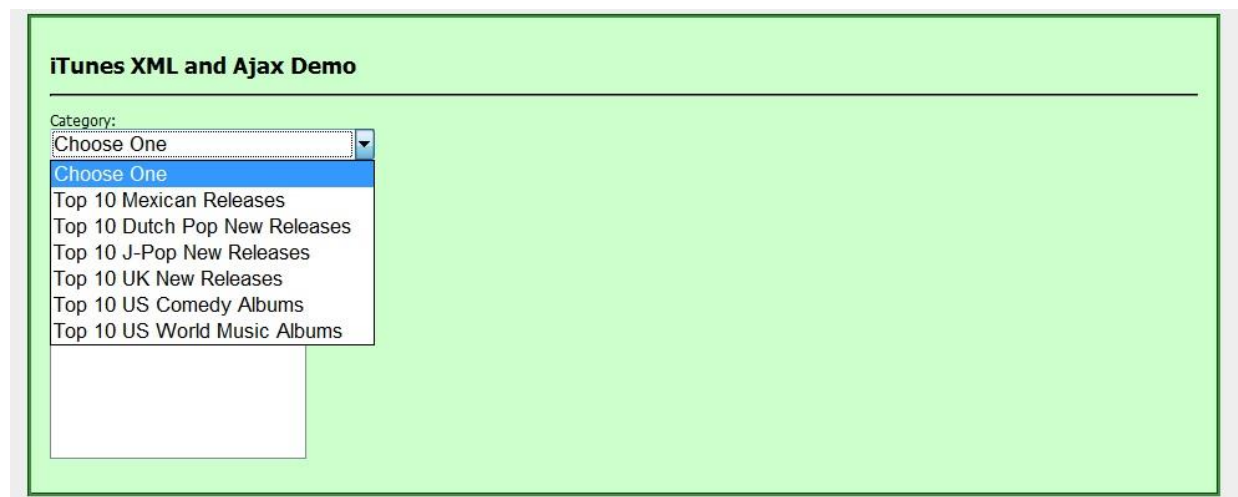 iTunes XML and Ajax Demo
Category:
Choose One
Choose One
Top 10 Mexican Releases
Top 10 Dutch Pop New Releases
Top 10 J-Pop New Releases
Top 10 UK New Releases
Top 10 US Comedy Albums
Top 10 US World Music Albums